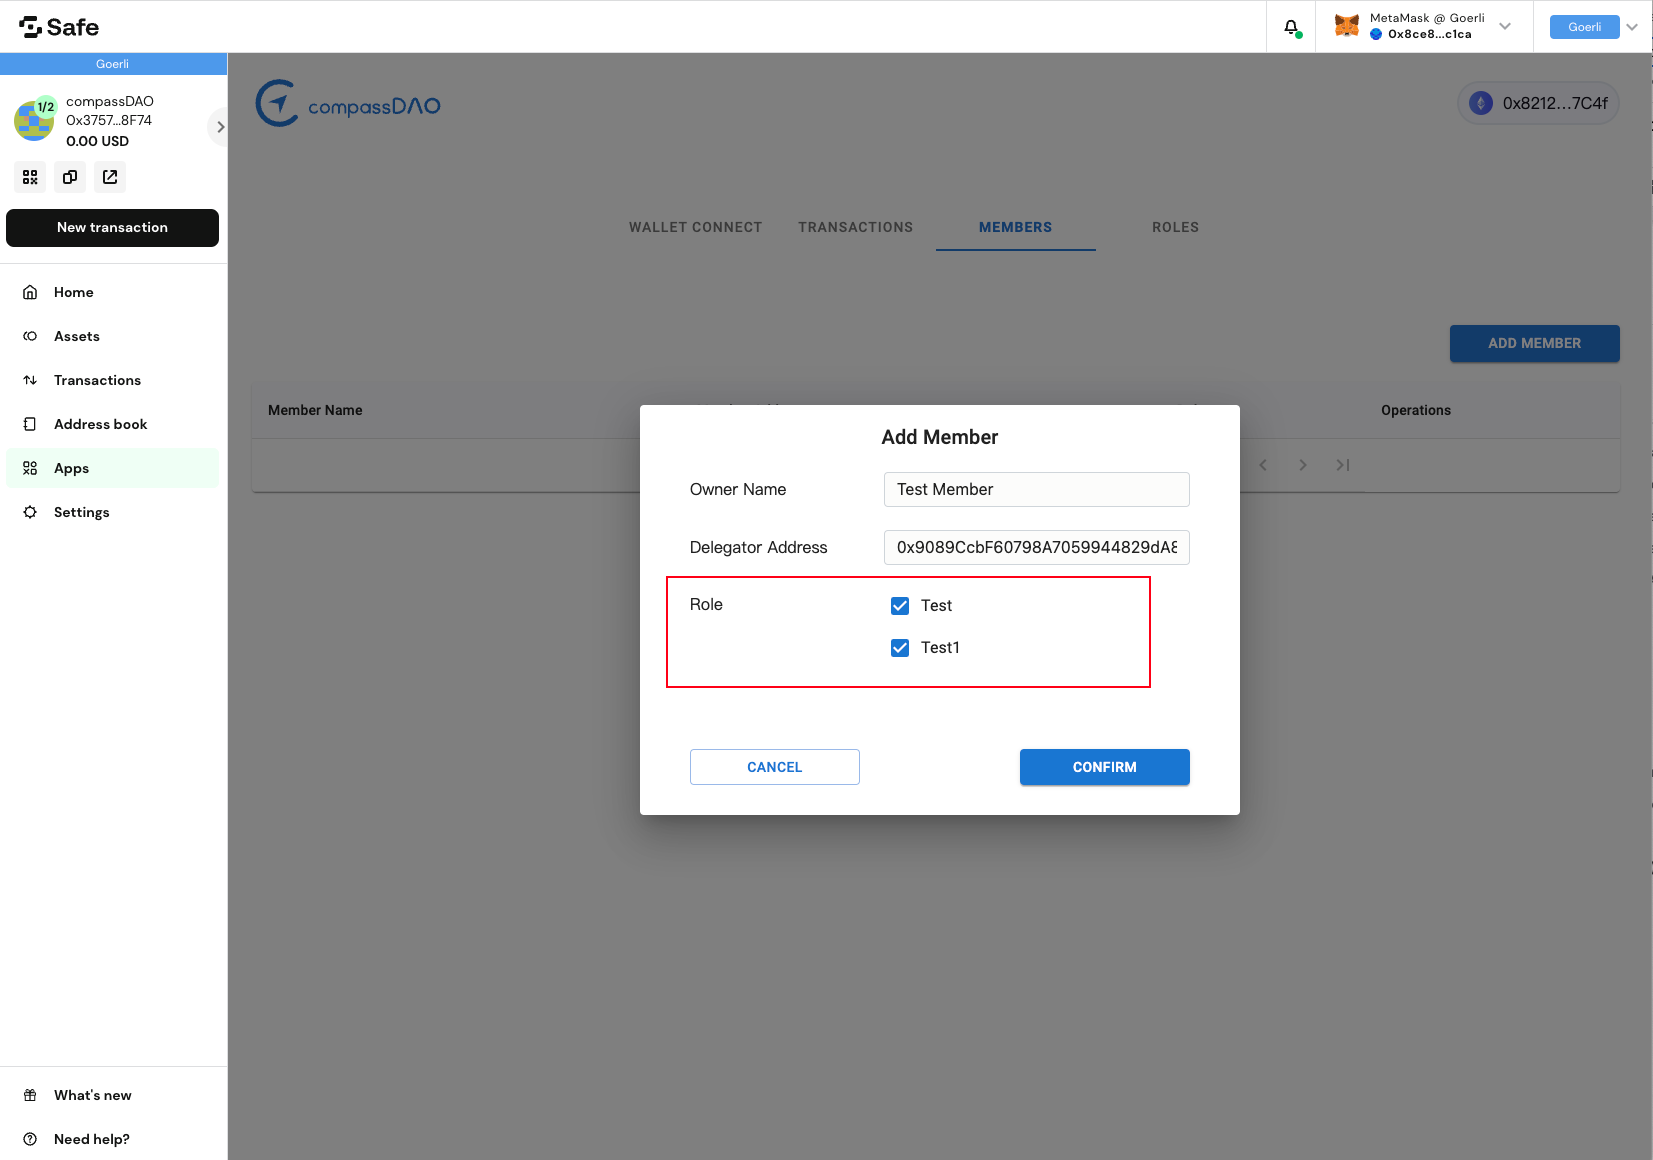 Safe
MetaMask @ Goerli
0x8ce8...c1ca
Goerli
Goerli
1/2
compassDAO
0x3757...8F74
0.00 USD
New transaction
Home
Assets
Transactions
Address book
Apps
Settings
What's new
Need help?
compassDAO
0x8212...7C4f
WALLET CONNECT
TRANSACTIONS
MEMBERS
ROLES
ADD MEMBER
Member Name
Operations
Add Member
Owner Name
Test Member
Delegator Address
0x9089CcbF60798A7059944829dA8
Role
Test
Test1
CANCEL
CONFIRM